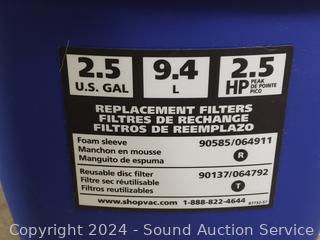 2.5
U.S. GAL
9.4
L
2.5
HP PEAK DE POINTE PICO
REPLACEMENT FILTERS
FILTRES DE RECHANGE
FILTROS DE REEMPLAZO
Foam sleeve 90585/064911
Manchon en mousse
Manguito de espuma R
Reusable disc filter 90137/064792
Filtre sec réutilisable
Filtros reutilizables T
www.shopvac.com 1-888-822-4644
Copyright 2024 - Sound Auction Service